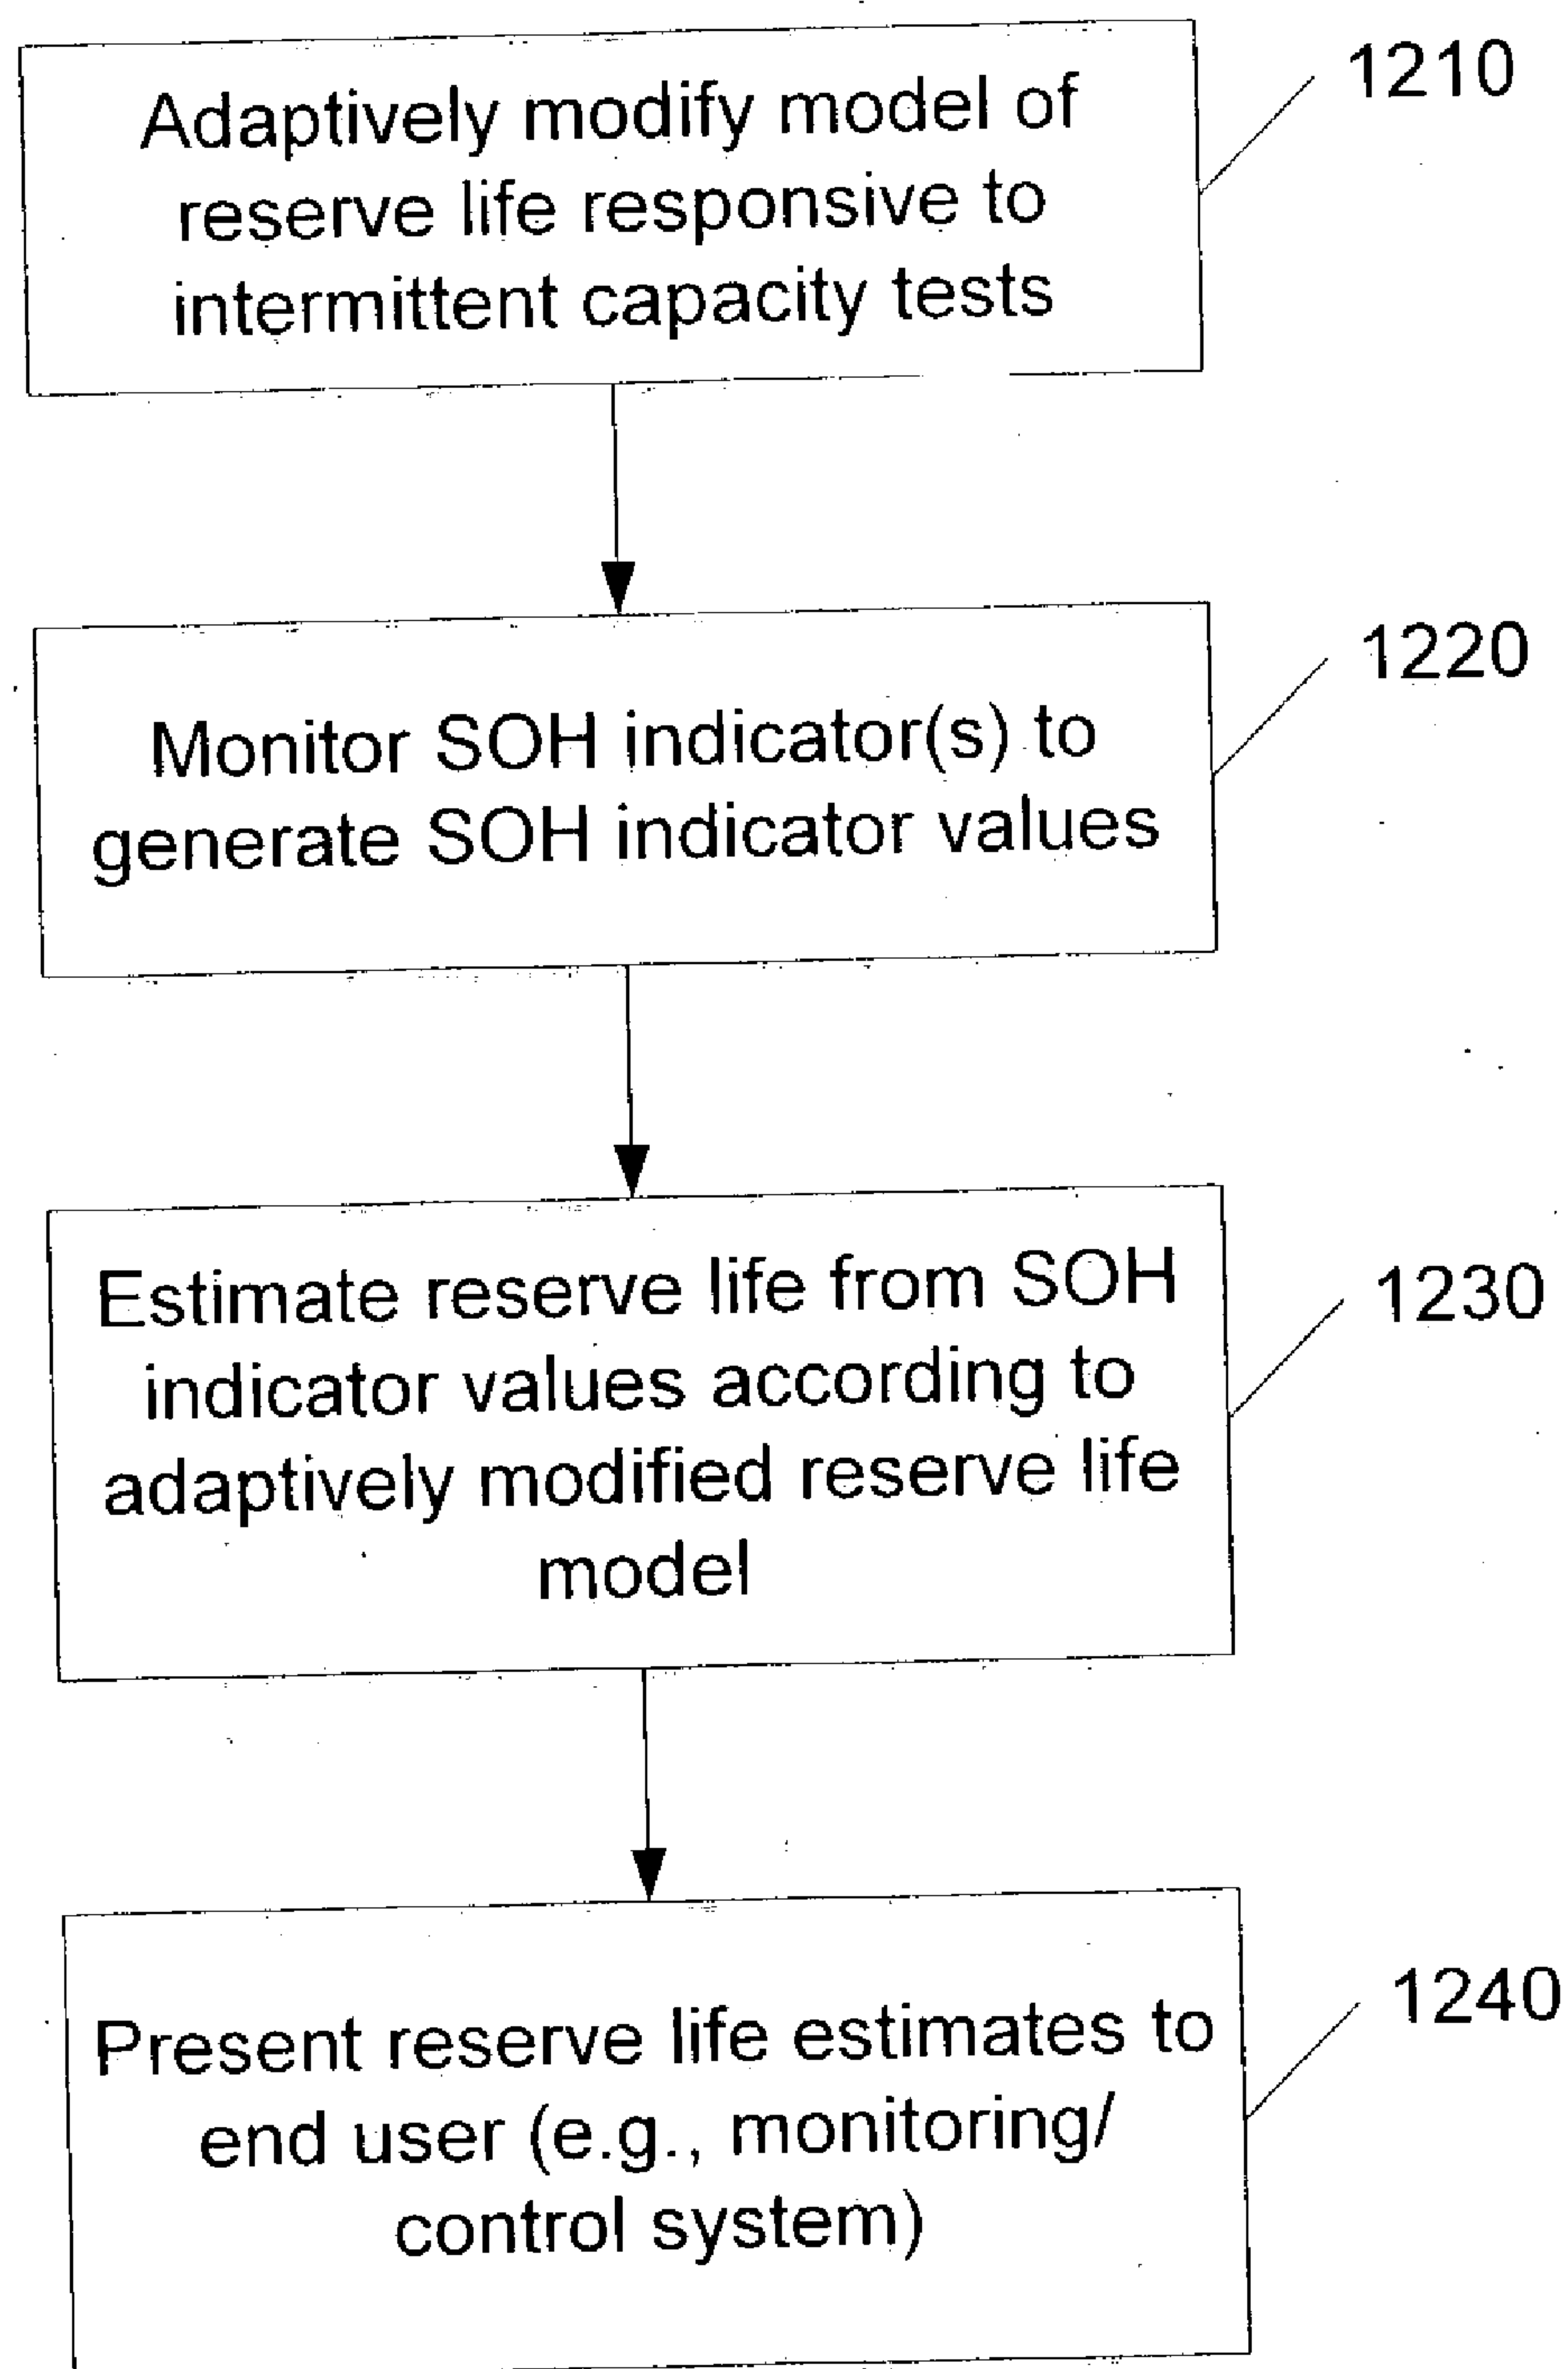 Adaptively modify model of
reserve life responsive to
intermittent capacity tests
1210
Monitor SOH indicator(s) to
generate SOH indicator values
1220
Estimate reserve life from SOH
indicator values according to
adaptively modified reserve life
model
1230
Present reserve life estimates to
end user (e.g., monitoring/
control system)
1240